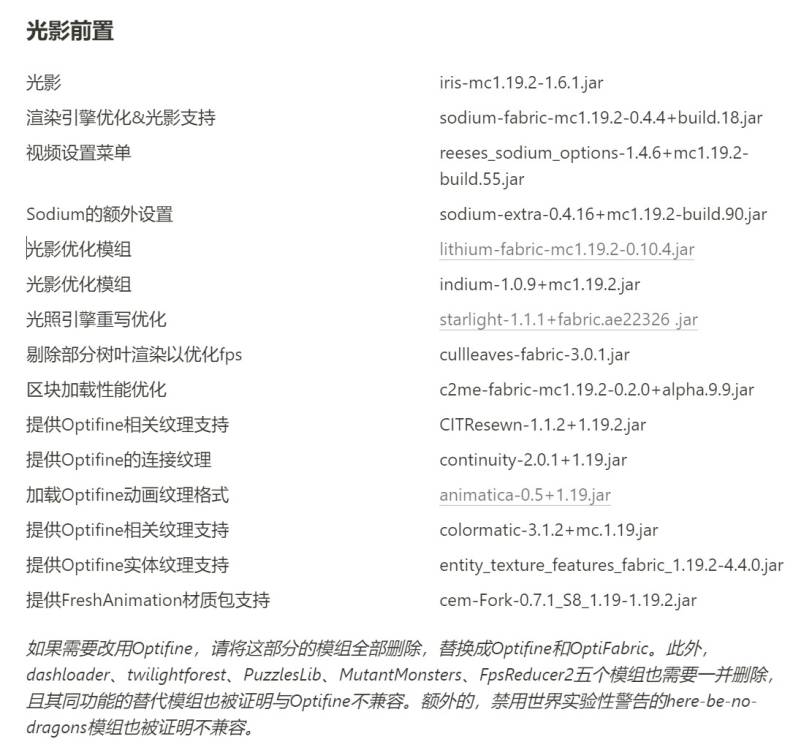 光影前置
光影 iris-mc1.19.2-1.6.1.jar
渲染引擎优化&光影支持 sodium-fabric-mc1.19.2-0.4.4+build.18.jar
视频设置菜单 reeses_sodium_options-1.4.6+mc1.19.2-
build.55.jar
Sodium的额外设置 sodium-extra-0.4.16+mc1.19.2-build.90.jar
光影优化模组 lithium-fabric-mc1.19.2-0.10.4.jar
光影优化模组 indium-1.0.9+mc1.19.2.jar
光照引擎重写优化 starlight-1.1.1+fabric.ae22326 .jar
剔除部分树叶渲染以优化fps cullleaves-fabric-3.0.1.jar
区块加载性能优化 c2me-fabric-mc1.19.2-0.2.0+alpha.9.9.jar
提供Optifine相关纹理支持 CITResewn-1.1.2+1.19.2.jar
提供Optifine的连接纹理 continuity-2.0.1+1.19.jar
加载Optifine动画纹理格式 animatica-0.5+1.19.jar
提供Optifine相关纹理支持 colormatic-3.1.2+mc.1.19.jar
提供Optifine实体纹理支持 entity_texture_features_fabric_1.19.2-4.4.0.jar
提供FreshAnimation材质包支持 cem-Fork-0.7.1_S8_1.19-1.19.2.jar
如果需要改用Optifine，请将这部分的模组全部删除，替换成Optifine和OptiFabric。此外，
dashloader、twilightforest、PuzzlesLib、MutantMonsters、FpsReducer2五个模组也需要一并删除，
且其同功能的替代模组也被证明与Optifine不兼容。额外的，禁用世界实验性警告的here-be-no-
dragons模组也被证明不兼容。